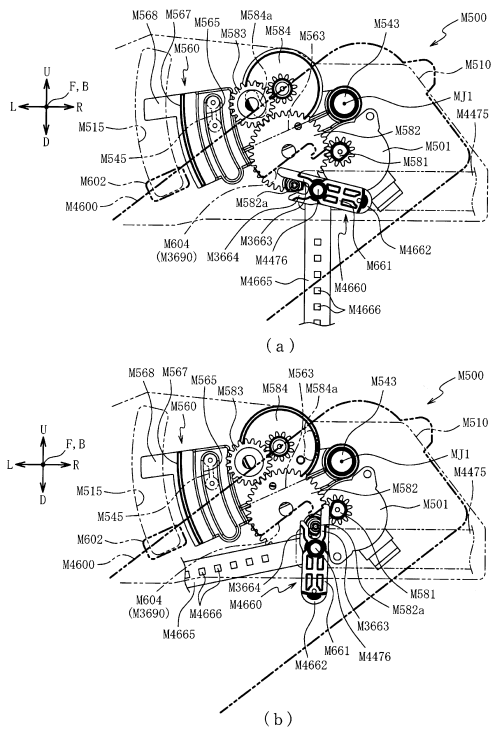 M567 M565 M584a M563
M568 M583 M584 M543 M500
M560 M510
U
F, B
L R
D
M515
MJ1
M4475
M545 M582
M501
M602 M581
M4600
M582a
M604
(M3690)
M3663
M3664
M4476
M4662
M661
M4665 M4660
M4666
(a)
M567 M563
M568 M565 M584a M543 M500
M560 M583 M584
M510
U
F, B
L R
D
MJ1
M4475
M515
M582
M545 M501
M602
M4600
M604
(M3690)
M4666
M4665
M3664
M4660
M581
M582a
M3663
M661
M4662 M4476
(b)